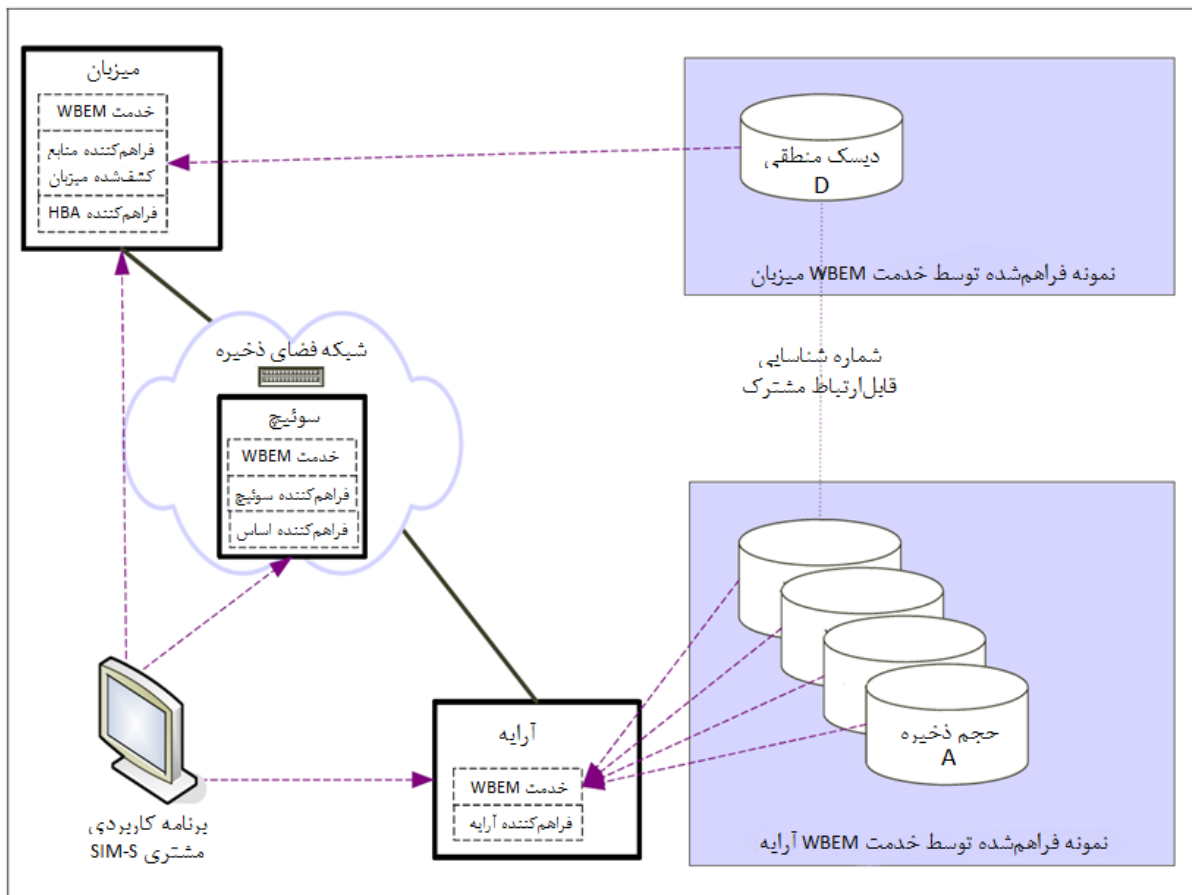 میزبان
خدمت WBEM
فراهم‌کننده منابع
کشف‌شده میزبان
فراهم‌کننده HBA
دیسک منطقی
D
نمونه فراهم‌شده توسط خدمت WBEM میزبان
شماره شناسایی
قابل‌ارتباط مشترک
شبکه فضای ذخیره
سوئیچ
خدمت WBEM
فراهم‌کننده سوئیچ
فراهم‌کننده اساس
آرایه
خدمت WBEM
فراهم‌کننده آرایه
حجم ذخیره
A
نمونه فراهم‌شده توسط خدمت WBEM آرایه
برنامه کاربردی
مشتری SIM-S